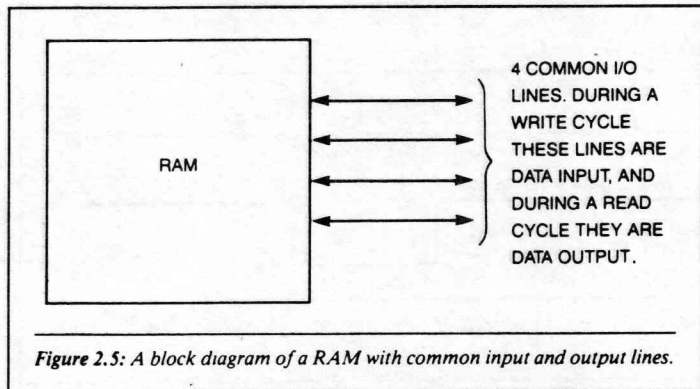 RAM
4 COMMON I/O
LINES. DURING A
WRITE CYCLE
THESE LINES ARE
DATA INPUT, AND
DURING A READ
CYCLE THEY ARE
DATA OUTPUT.
Figure 2.5: A block diagram of a RAM with common input and output lines.